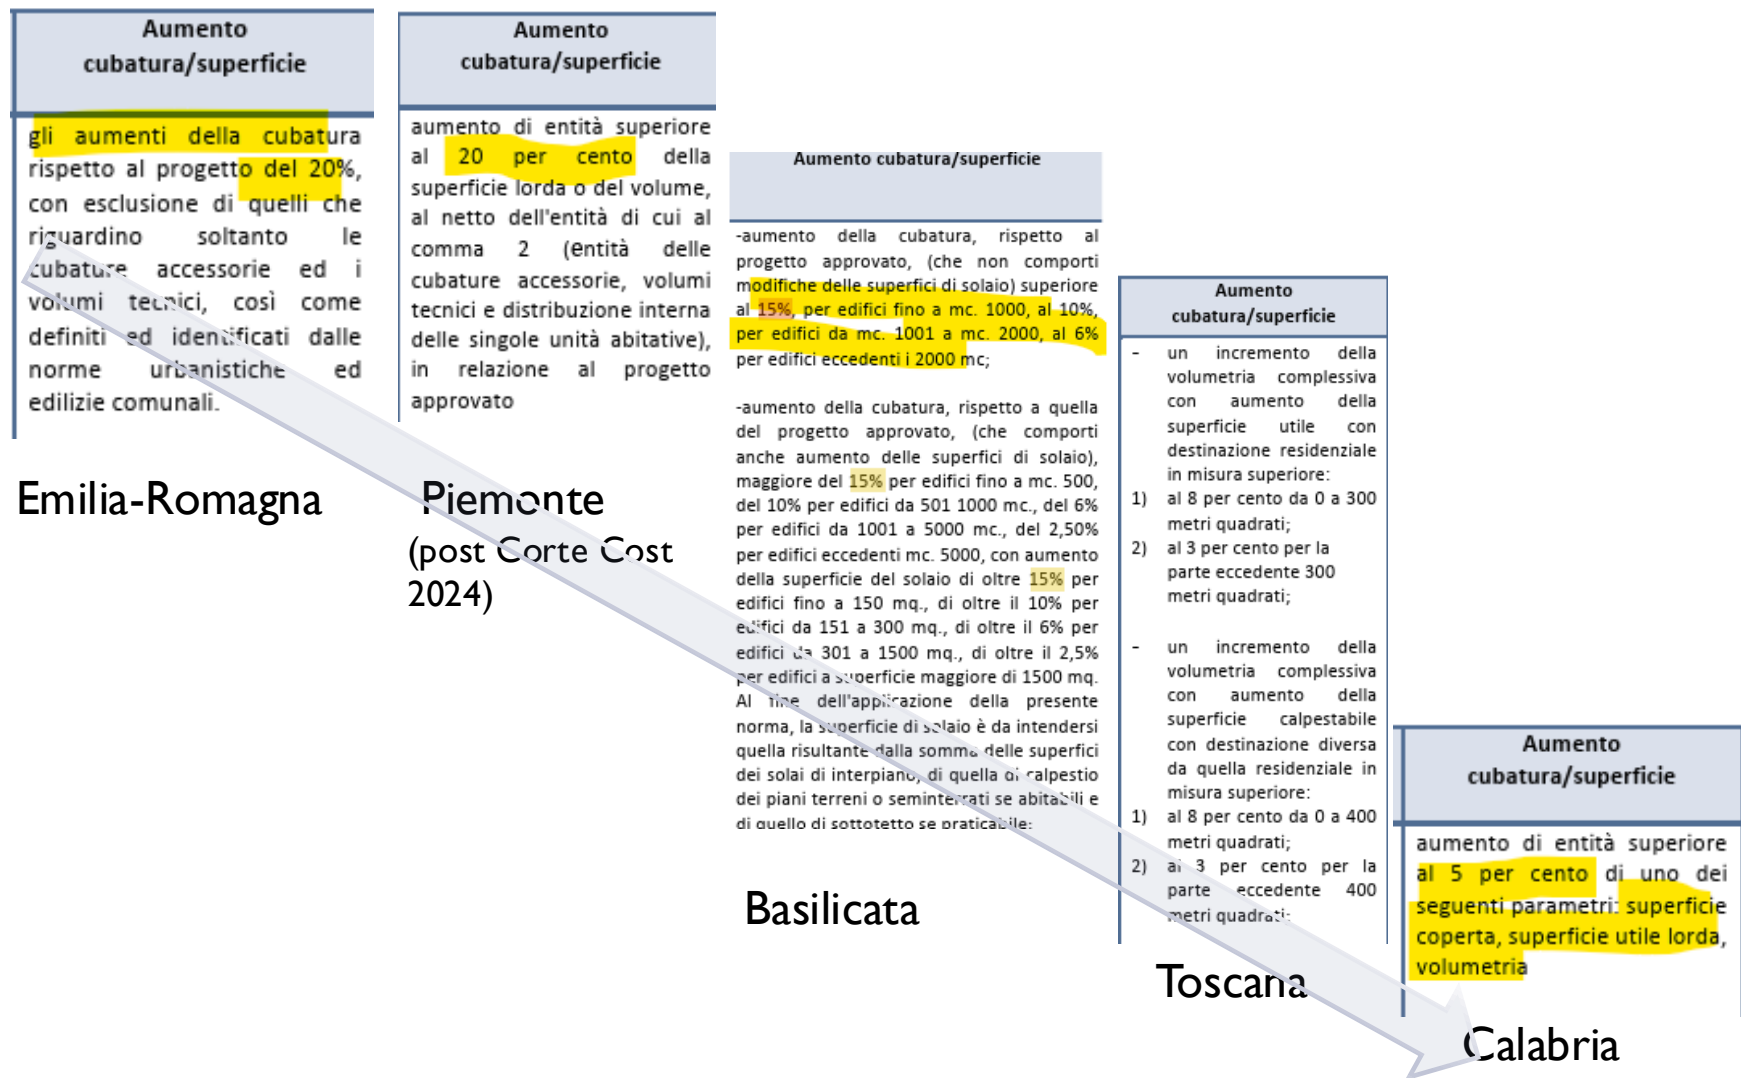 Aumento
cubatura/superficie
gli aumenti della cubatura
rispetto al progetto del 20%,
con esclusione di quelli che
riguardino soltanto le
cubature accessorie ed i
volumi tecnici, così come
definiti ed identificati dalle
norme urbanistiche ed
edilizie comunali.
Emilia-Romagna
Aumento
cubatura/superficie
aumento di entità superiore
al 20 per cento della
superficie lorda o del volume,
al netto dell'entità di cui al
comma 2 (entità delle
cubature accessorie, volumi
tecnici e distribuzione interna
delle singole unità abitative),
in relazione al progetto
approvato
Piemonte
(post Corte Cost
2024)
Aumento cubatura/superficie
-aumento della cubatura, rispetto al
progetto approvato, (che non comporti
modifiche delle superfici di solaio) superiore
al 15%, per edifici fino a mc. 1000, al 10%,
per edifici da mc. 1001 a mc. 2000, al 6%
per edifici eccedenti i 2000 mc;
-aumento della cubatura, rispetto a quella
del progetto approvato, (che comporti
anche aumento delle superfici di solaio),
maggiore del 15% per edifici fino a mc. 500,
del 10% per edifici da 501 1000 mc., del 6%
per edifici da 1001 a 5000 mc., del 2,50%
per edifici eccedenti mc. 5000, con aumento
della superficie del solaio di oltre 15% per
edifici fino a 150 mq., di oltre il 10% per
edifici da 151 a 300 mq., di oltre il 6% per
edifici da 301 a 1500 mq., di oltre il 2,5%
per edifici a superficie maggiore di 1500 mq.
Al fine dell'applicazione della presente
norma, la superficie di solaio è da intendersi
quella risultante dalla somma delle superfici
dei solai di interpiano, di quella di calpestio
dei piani terreni o seminterrati se abitabili e
di quello di sottotetto se praticabile;
Basilicata
Aumento
cubatura/superficie
- un incremento della
volumetria complessiva
con aumento della
superficie utile con
destinazione residenziale
in misura superiore:
1) al 8 per cento da 0 a 300
metri quadrati;
2) al 3 per cento per la
parte eccedente 300
metri quadrati;
- un incremento della
volumetria complessiva
con aumento della
superficie calpestabile
con destinazione diversa
da quella residenziale in
misura superiore:
1) al 8 per cento da 0 a 400
metri quadrati;
2) al 3 per cento per la
parte eccedente 400
metri quadrati;
Toscana
Aumento
cubatura/superficie
aumento di entità superiore
al 5 per cento di uno dei
seguenti parametri: superficie
coperta, superficie utile lorda,
volumetria
Calabria